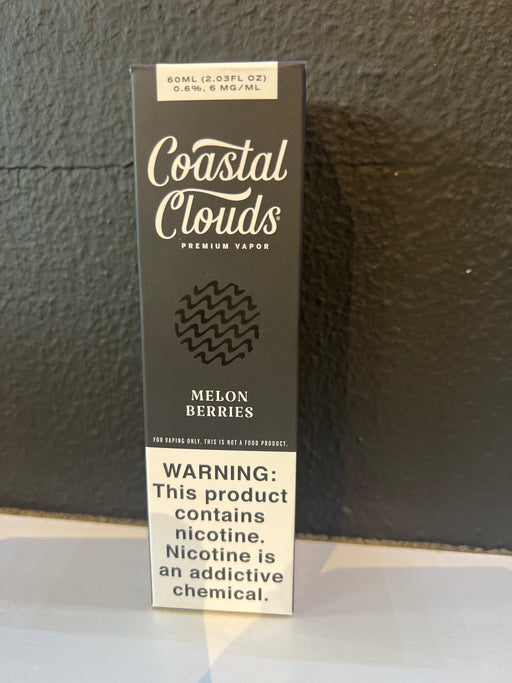 60ML (2.03FL OZ)
0.6%, 6 MG/ML
Coastal
Clouds®
PREMIUM VAPOR
MELON
BERRIES
FOR VAPING ONLY. THIS IS NOT A FOOD PRODUCT.
WARNING:
This product
contains
nicotine.
Nicotine is
an addictive
chemical.